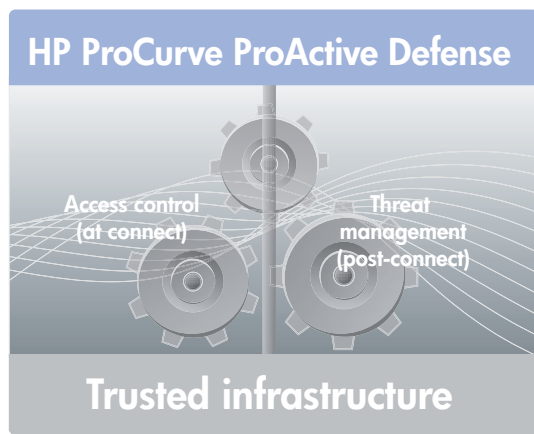 HP ProCurve ProActive Defense
Access control
(at connect)
Threat
management
(post-connect)
Trusted infrastructure